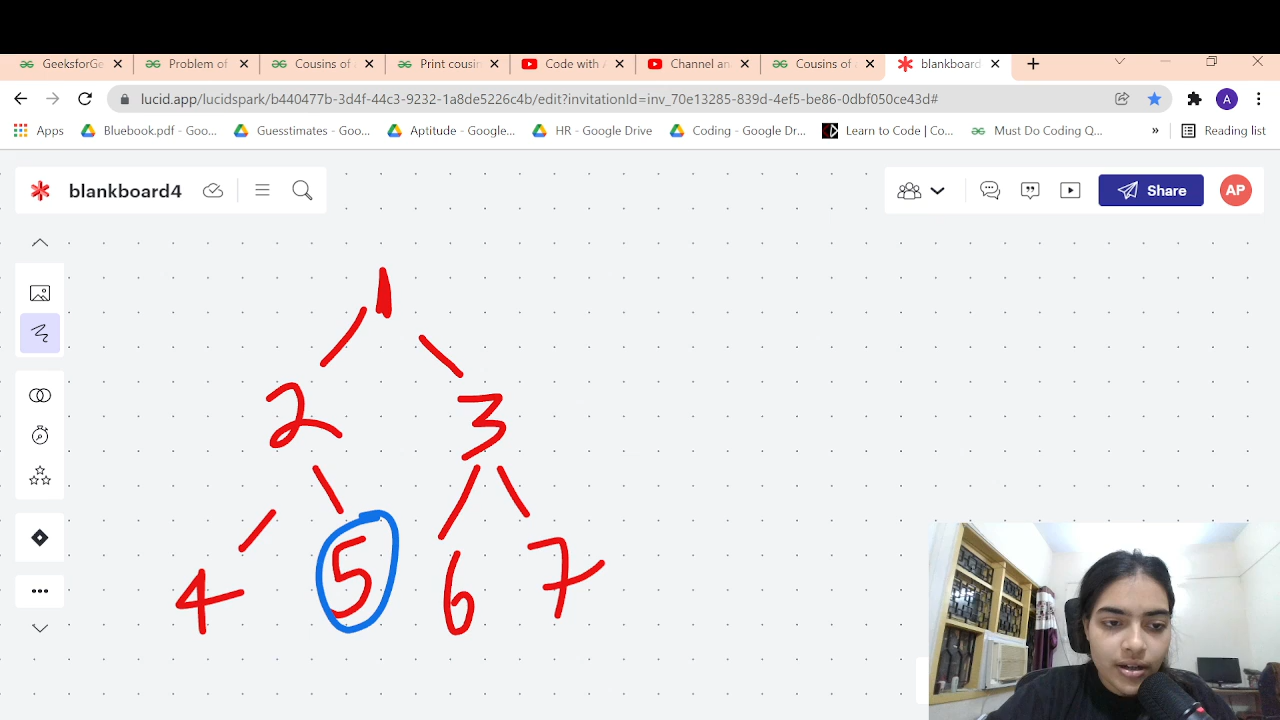 GeeksforGe
Problem of
Cousins of
Print cousin
Code with
Channel an
Cousins of
blankboard
lucid.app/lucidspark/b440477b-3d4f-44c3-9232-1a8de5226c4b/edit?invitationId=inv_70e13285-839d-4ef5-be86-0dbf050ce43d#
A
Apps
Bluebook.pdf - Goo...
Guesstimates - Goo...
Aptitude - Google...
HR - Google Drive
Coding - Google Dr...
Learn to Code | Co...
Must Do Coding Q...
»
Reading list
blankboard4
Share
AP
1
2 3
4 5 6 7